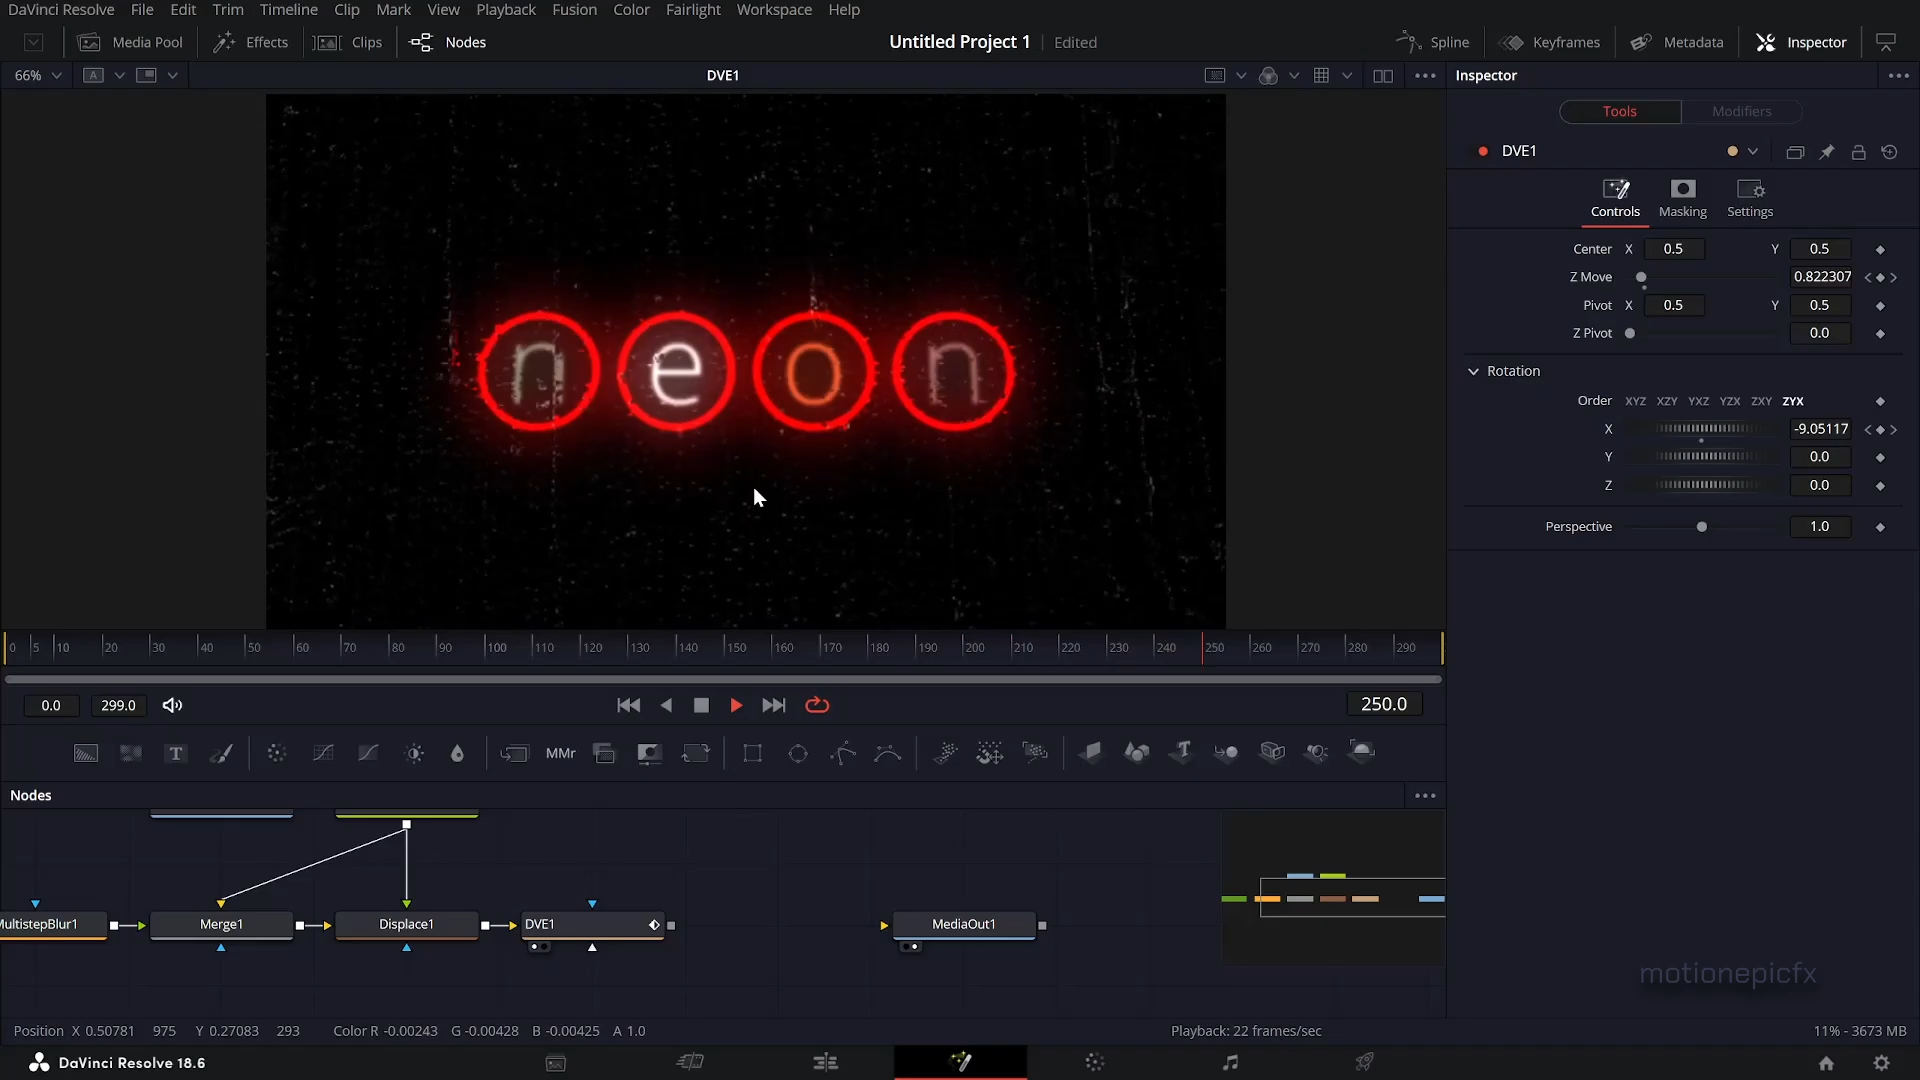 DaVinci Resolve File Edit Trim Timeline Clip Mark View Playback Fusion Color Fairlight Workspace Help
Media Pool Effects Clips Nodes Untitled Project 1 Edited Spline Keyframes Metadata Inspector
66% A DVE1 Inspector
Tools Modifiers
DVE1
Controls Masking Settings
Center X 0.5 Y 0.5
Z Move 0.822307
Pivot X 0.5 Y 0.5
Z Pivot 0.0
Rotation
Order XYZ XZY YXZ YZX ZXY ZYX
X -9.05117
Y 0.0
Z 0.0
Perspective 1.0
neon
0 5 10 20 30 40 50 60 70 80 90 100 110 120 130 140 150 160 170 180 190 200 210 220 230 240 250 260 270 280 290
0.0 299.0 250.0
T MMr
Nodes
MultistepBlur1 Merge1 Displace1 DVE1 MediaOut1
motionepicfx
Position X 0.50781 975 Y 0.27083 293 Color R -0.00243 G -0.00428 B -0.00425 A 1.0 Playback: 22 frames/sec 11% - 3673 MB
DaVinci Resolve 18.6